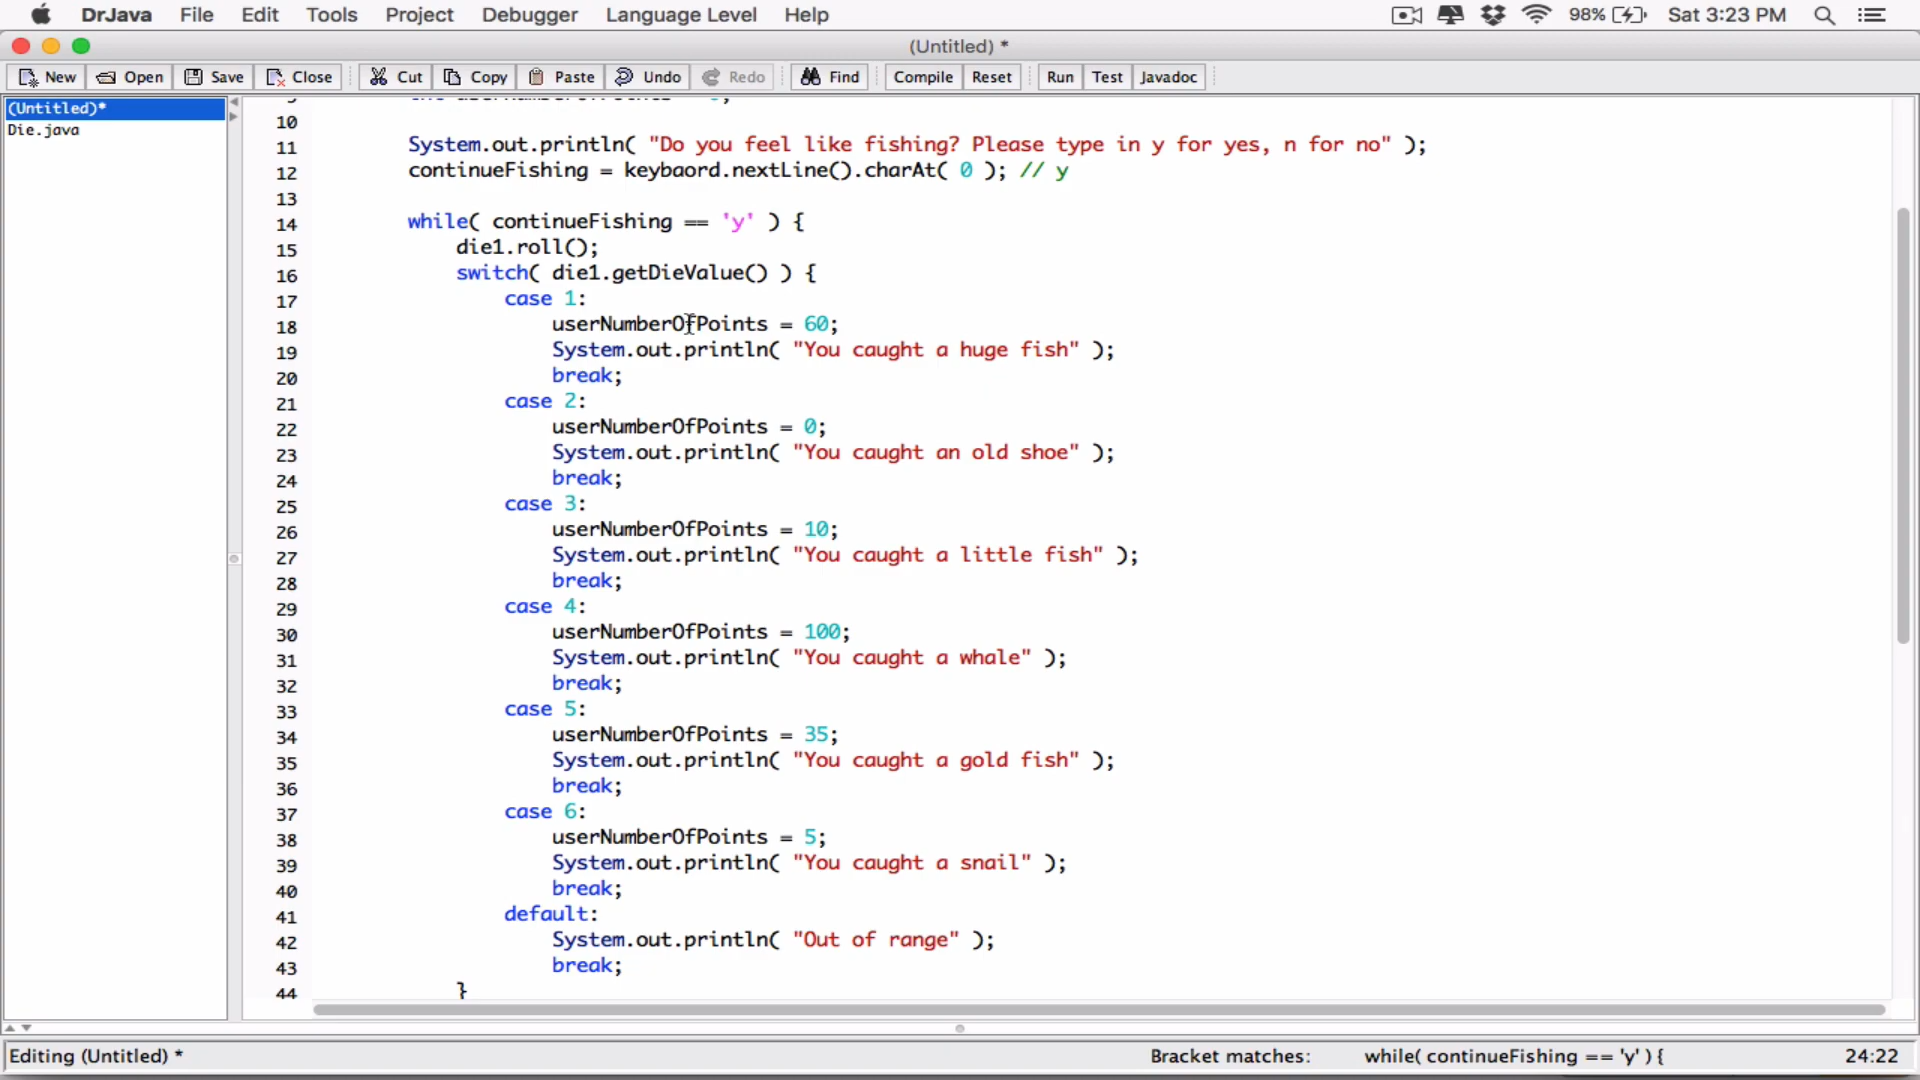 DrJava File Edit Tools Project Debugger Language Level Help 98% Sat 3:23 PM
(Untitled) *
New Open Save Close Cut Copy Paste Undo Redo Find Compile Reset Run Test Javadoc
(Untitled)*
Die.java
10
11 System.out.println( "Do you feel like fishing? Please type in y for yes, n for no" );
12 continueFishing = keybaord.nextLine().charAt( 0 ); // y
13
14 while( continueFishing == 'y' ) {
15 die1.roll();
16 switch( die1.getDieValue() ) {
17 case 1:
18 userNumberOfPoints = 60;
19 System.out.println( "You caught a huge fish" );
20 break;
21 case 2:
22 userNumberOfPoints = 0;
23 System.out.println( "You caught an old shoe" );
24 break;
25 case 3:
26 userNumberOfPoints = 10;
27 System.out.println( "You caught a little fish" );
28 break;
29 case 4:
30 userNumberOfPoints = 100;
31 System.out.println( "You caught a whale" );
32 break;
33 case 5:
34 userNumberOfPoints = 35;
35 System.out.println( "You caught a gold fish" );
36 break;
37 case 6:
38 userNumberOfPoints = 5;
39 System.out.println( "You caught a snail" );
40 break;
41 default:
42 System.out.println( "Out of range" );
43 break;
44 }
Editing (Untitled) * Bracket matches: while( continueFishing == 'y' ) { 24:22